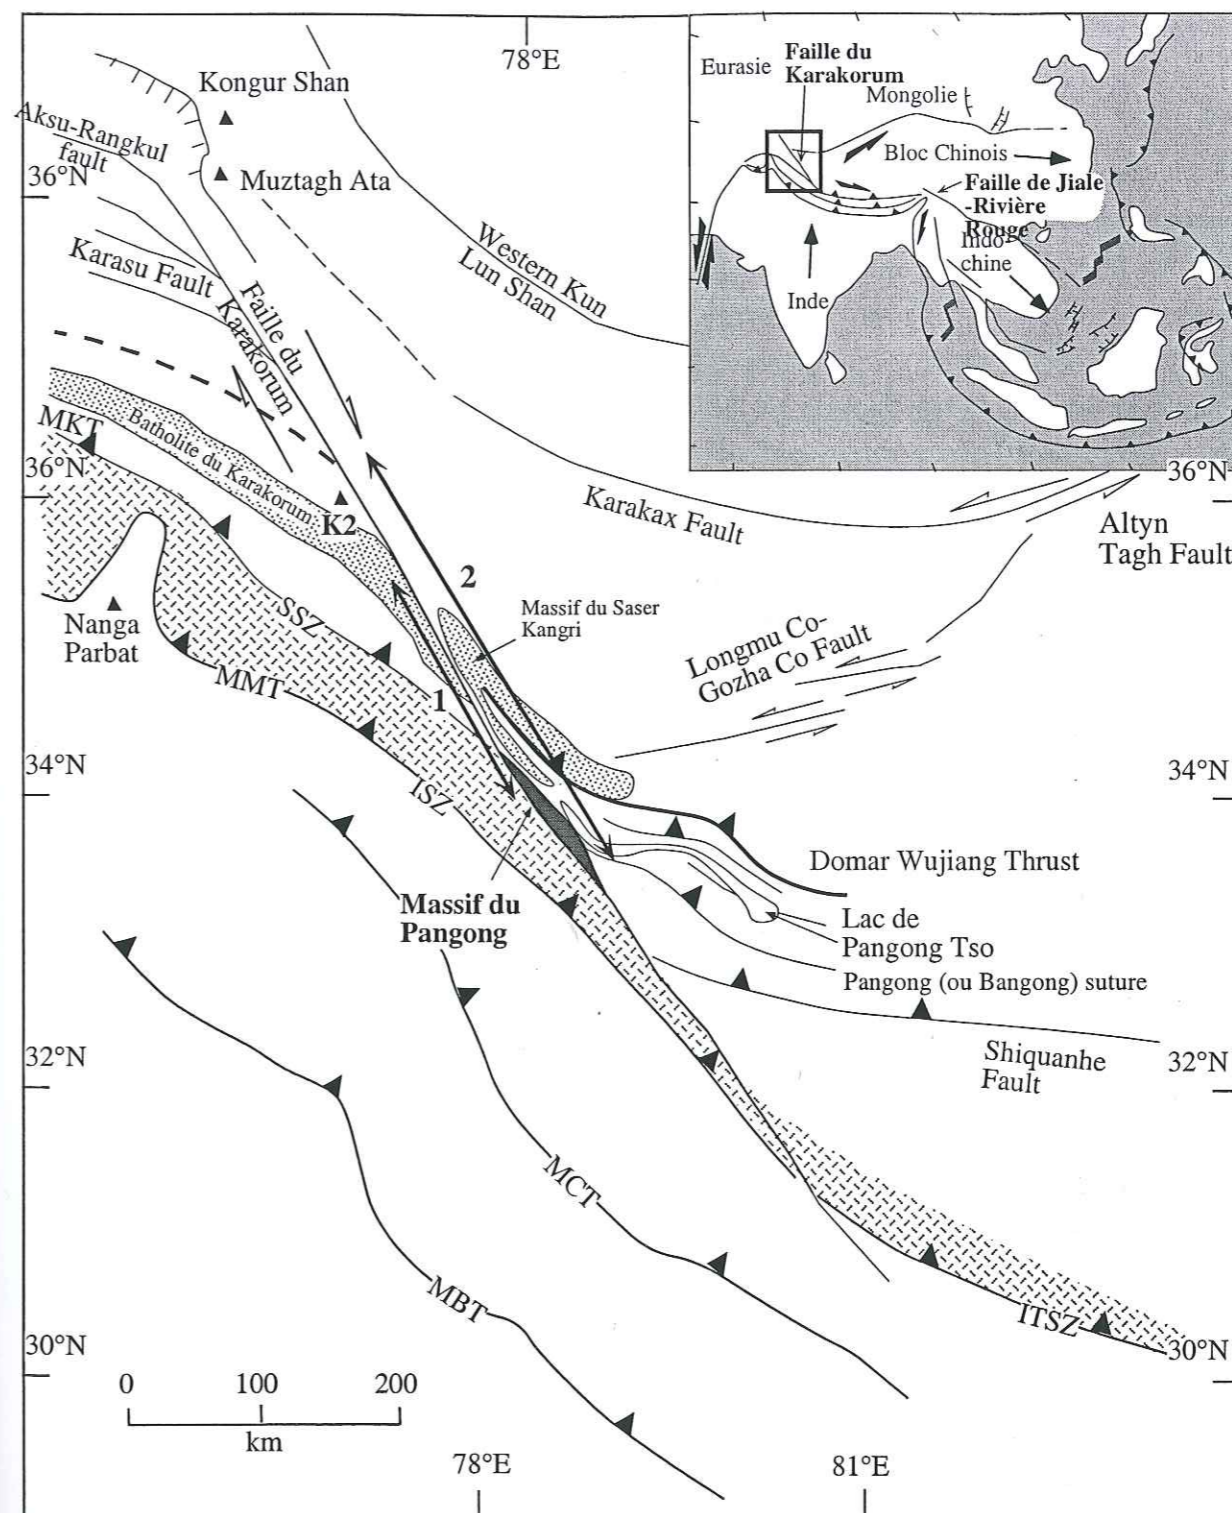 78°E
Kongur Shan
Aksu-Rangkul
fault
36°N
Muztagh Ata
Karasu Fault
Faille du
Karakorum
Western Kun
Lun Shan
Eurasie
Faille du
Karakorum
Mongolie
Bloc Chinois
Faille de Jiale
-Rivière
Rouge
Indo-
chine
Inde
MKT
Batholite du Karakorum
36°N
K2
Karakax Fault
36°N
Altyn
Tagh Fault
2
SSZ
Massif du Saser
Kangri
Nanga
Parbat
MMT
1
Longmu Co-
Gozha Co Fault
34°N
ISZ
34°N
Domar Wujiang Thrust
Massif du
Pangong
Lac de
Pangong Tso
Pangong (ou Bangong) suture
32°N
Shiquanhe
Fault
32°N
MCT
MBT
ITSZ
30°N
30°N
0 100 200
km
78°E
81°E